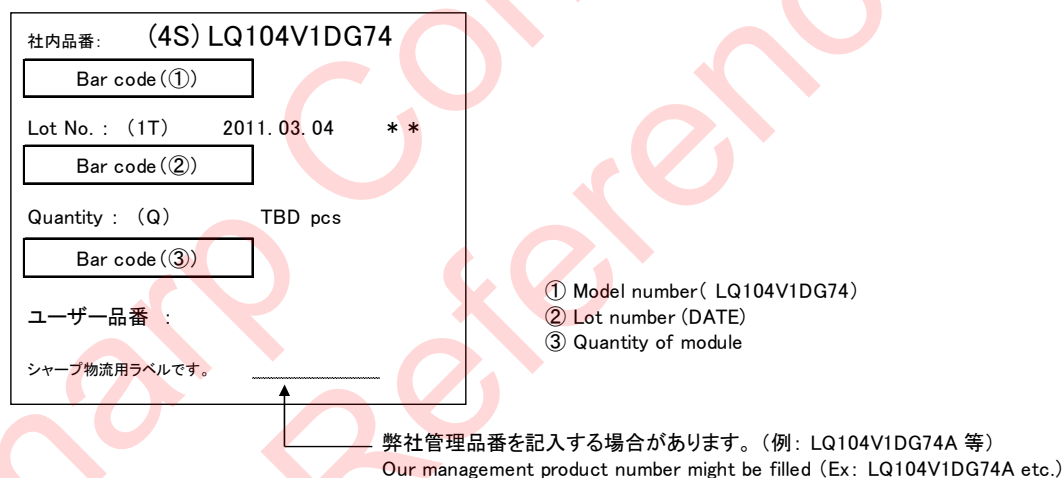 社内品番: (4S) LQ104V1DG74
Bar code(①)
Lot No. : (1T) 2011.03.04 **
Bar code(②)
Quantity : (Q) TBD pcs
Bar code(③)
ユーザー品番 :
シャープ物流用ラベルです。
① Model number( LQ104V1DG74)
② Lot number (DATE)
③ Quantity of module
弊社管理品番を記入する場合があります。(例: LQ104V1DG74A 等)
Our management product number might be filled (Ex: LQ104V1DG74A etc.)